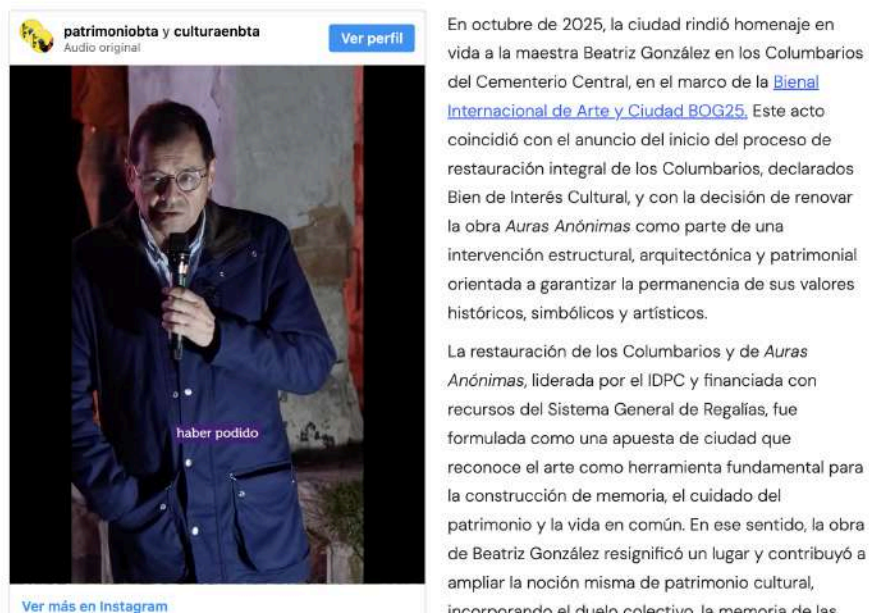 patrimoniobta y culturaenbta
Audio original
Ver perfil
haber podido
Ver más en Instagram
En octubre de 2025, la ciudad rindió homenaje en
vida a la maestra Beatriz González en los Columbarios
del Cementerio Central, en el marco de la Bienal
Internacional de Arte y Ciudad BOG25. Este acto
coincidió con el anuncio del inicio del proceso de
restauración integral de los Columbarios, declarados
Bien de Interés Cultural, y con la decisión de renovar
la obra Auras Anónimas como parte de una
intervención estructural, arquitectónica y patrimonial
orientada a garantizar la permanencia de sus valores
históricos, simbólicos y artísticos.
La restauración de los Columbarios y de Auras
Anónimas, liderada por el IDPC y financiada con
recursos del Sistema General de Regalías, fue
formulada como una apuesta de ciudad que
reconoce el arte como herramienta fundamental para
la construcción de memoria, el cuidado del
patrimonio y la vida en común. En ese sentido, la obra
de Beatriz González resignificó un lugar y contribuyó a
ampliar la noción misma de patrimonio cultural,
incorporando el duelo colectivo, la memoria de las